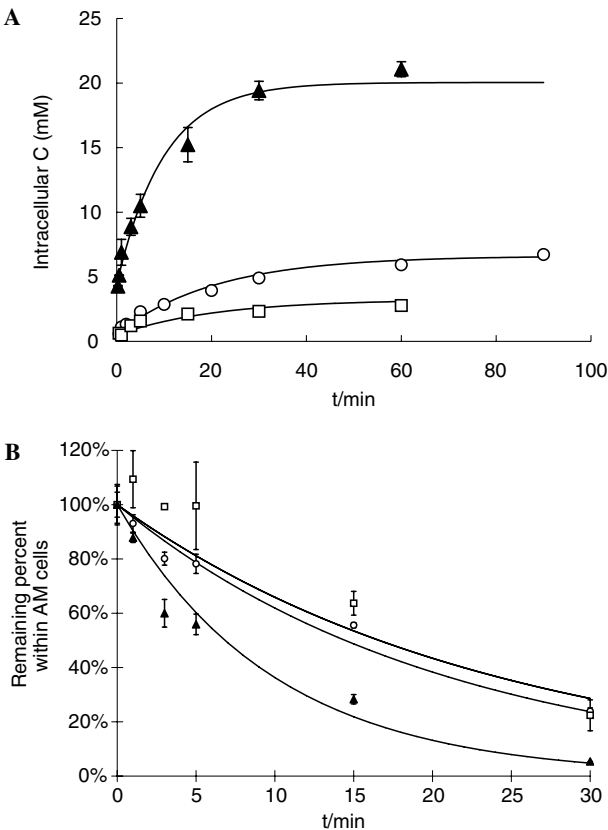 A
25
20
15
10
5
0
Intracellular C (mM)
0 20 40 60 80 100
t/min
B
120%
100%
80%
60%
40%
20%
0%
Remaining percent
within AM cells
0 5 10 15 20 25 30
t/min